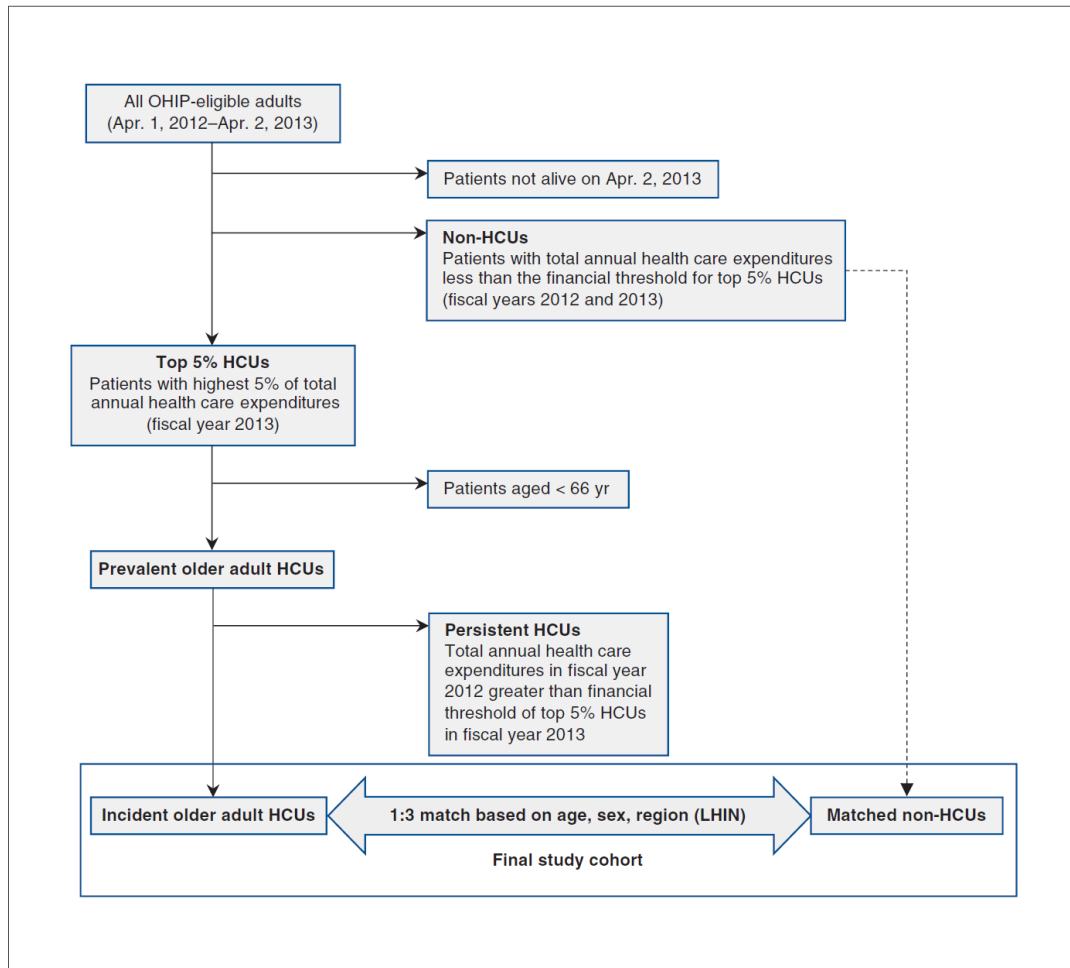 All OHIP-eligible adults
(Apr. 1, 2012–Apr. 2, 2013)
Patients not alive on Apr. 2, 2013
Non-HCUs
Patients with total annual health care expenditures
less than the financial threshold for top 5% HCUs
(fiscal years 2012 and 2013)
Top 5% HCUs
Patients with highest 5% of total
annual health care expenditures
(fiscal year 2013)
Patients aged < 66 yr
Prevalent older adult HCUs
Persistent HCUs
Total annual health care
expenditures in fiscal year
2012 greater than financial
threshold of top 5% HCUs
in fiscal year 2013
Incident older adult HCUs
1:3 match based on age, sex, region (LHIN)
Matched non-HCUs
Final study cohort